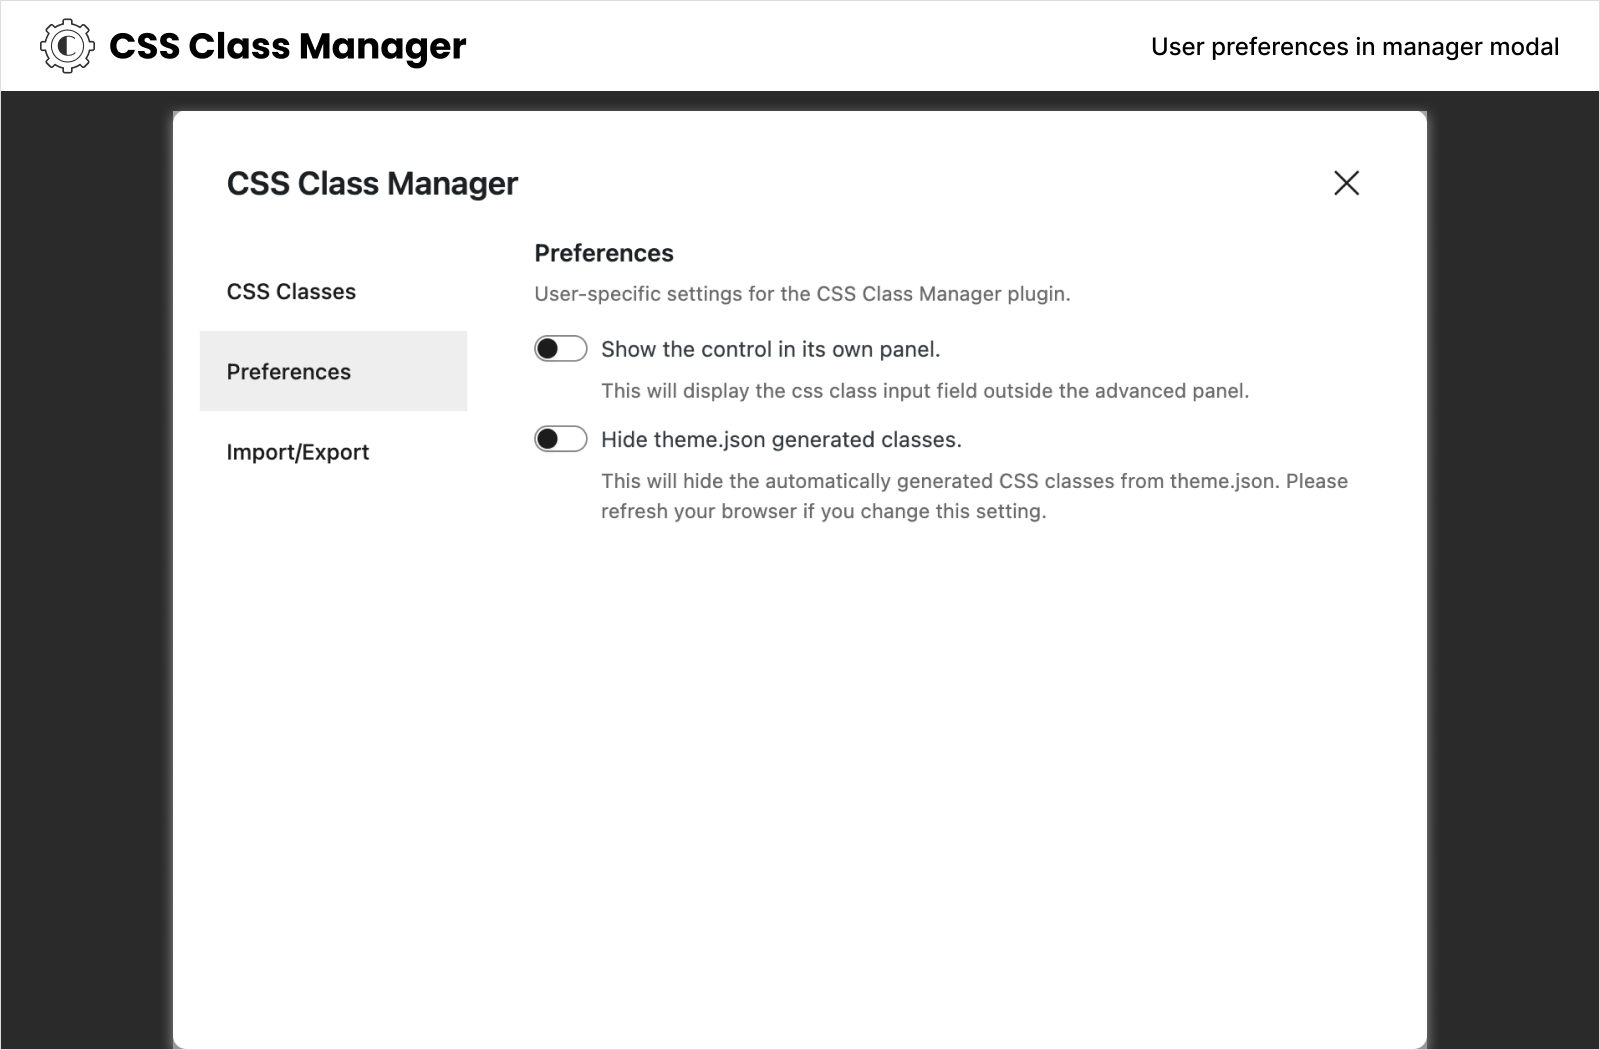 CSS Class Manager
User preferences in manager modal
CSS Class Manager
CSS Classes
Preferences
Import/Export
Preferences
User-specific settings for the CSS Class Manager plugin.
Show the control in its own panel.
This will display the css class input field outside the advanced panel.
Hide theme.json generated classes.
This will hide the automatically generated CSS classes from theme.json. Please
refresh your browser if you change this setting.